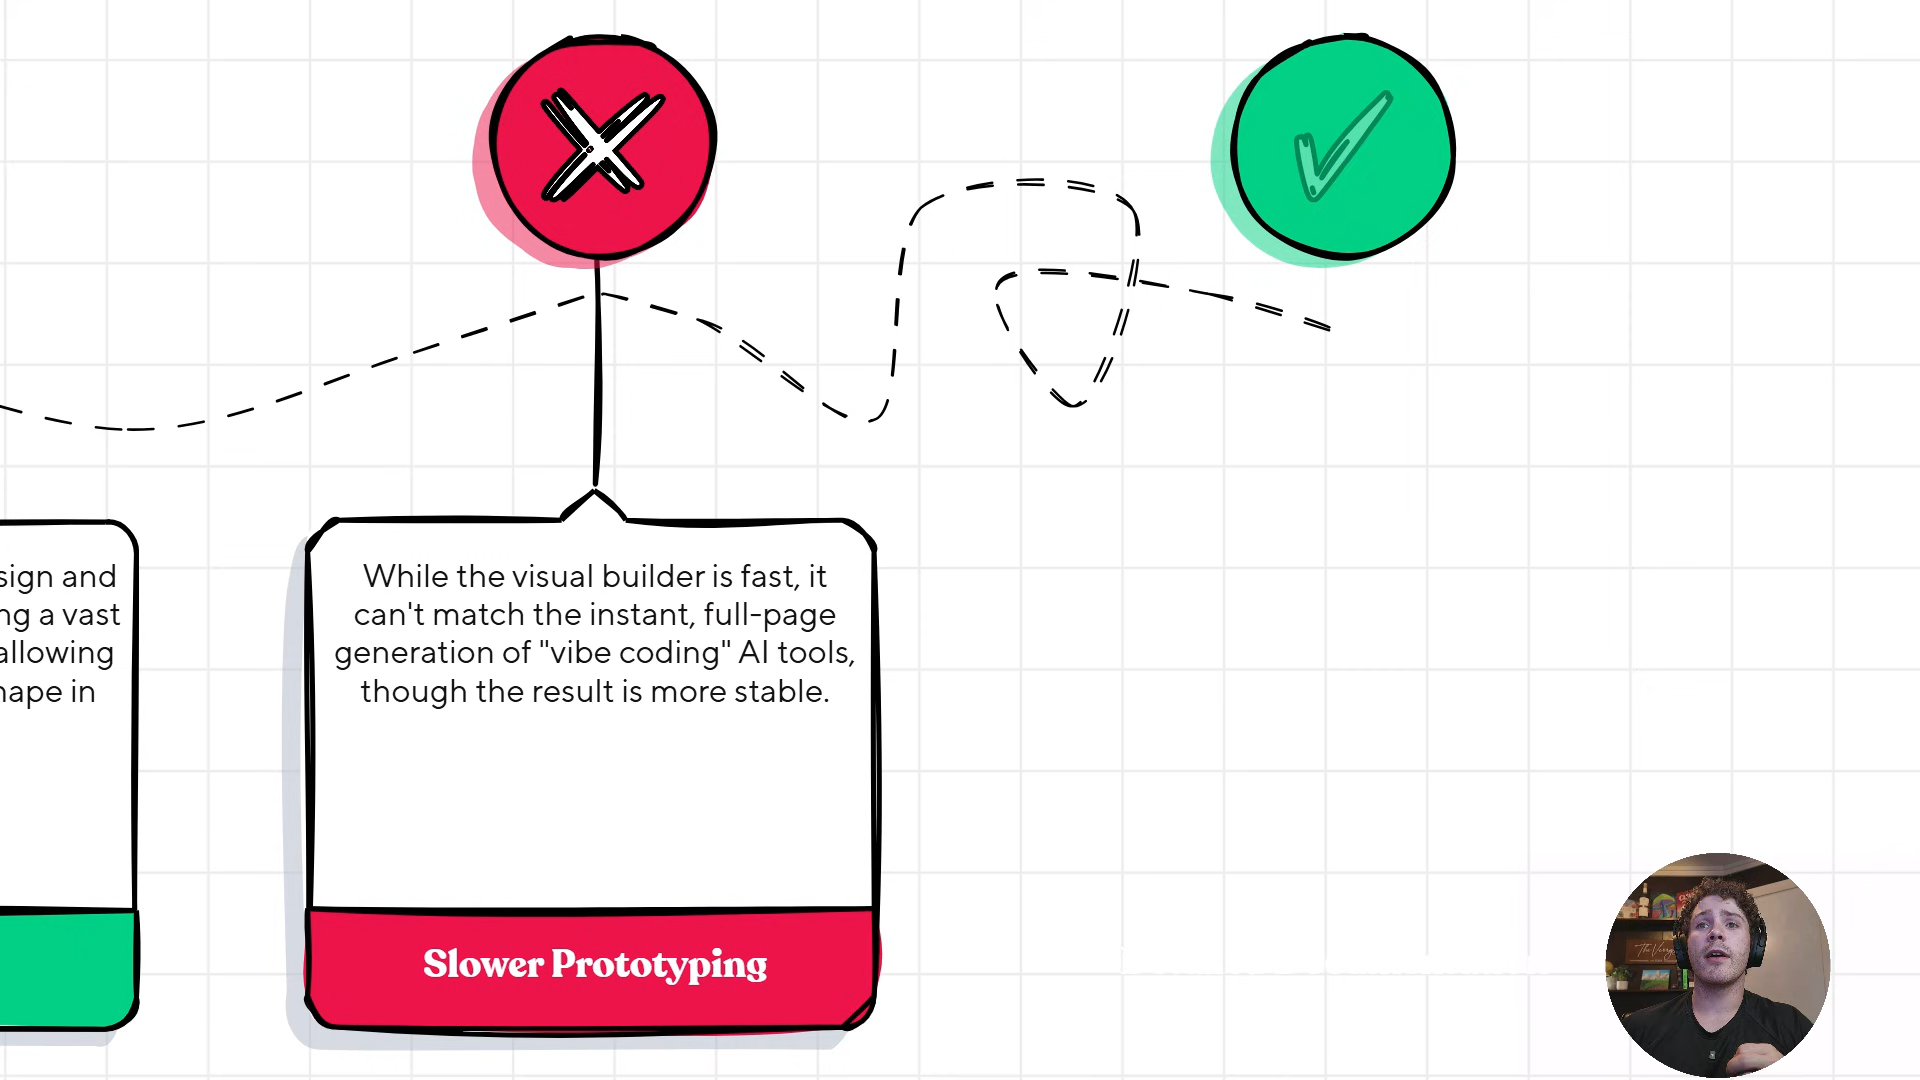 sign and
ng a vast
allowing
hape in
While the visual builder is fast, it
can't match the instant, full-page
generation of "vibe coding" AI tools,
though the result is more stable.
Slower Prototyping